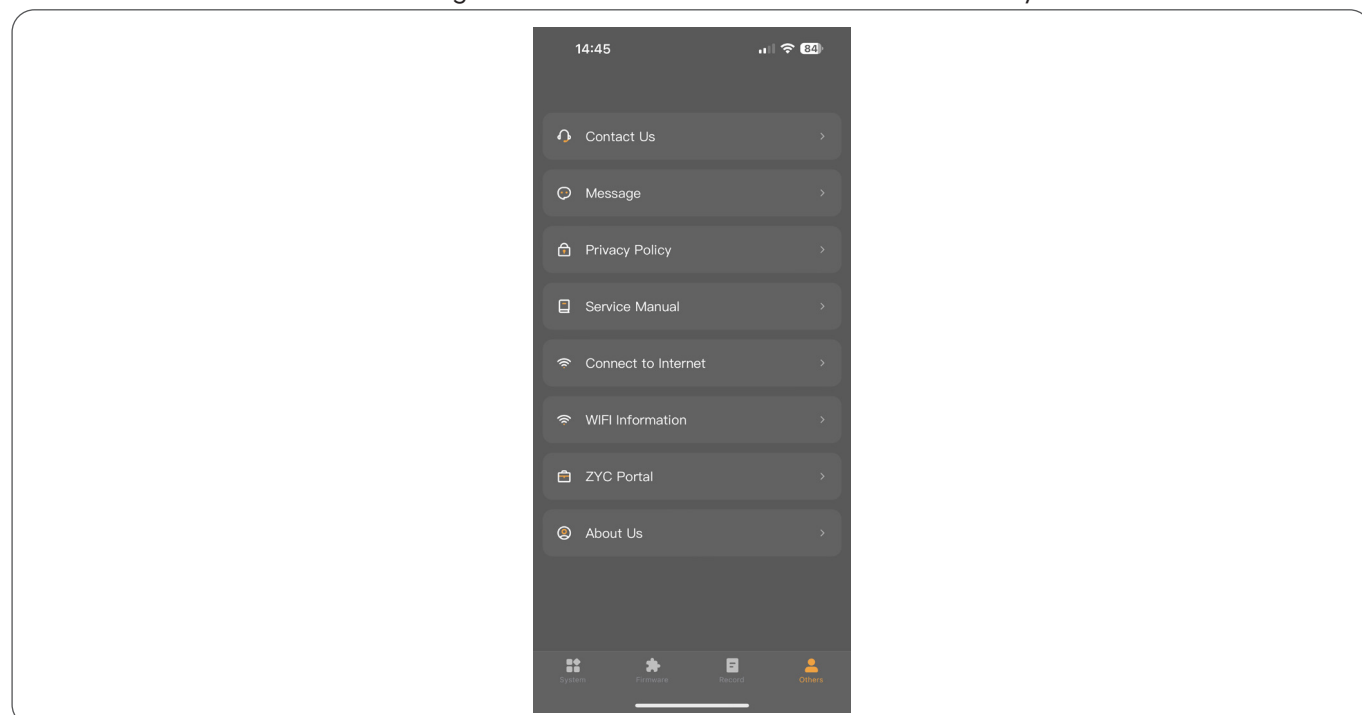 14:45
84
Contact Us
Message
Privacy Policy
Service Manual
Connect to Internet
WIFI Information
ZYC Portal
About Us
System Firmware Record Others